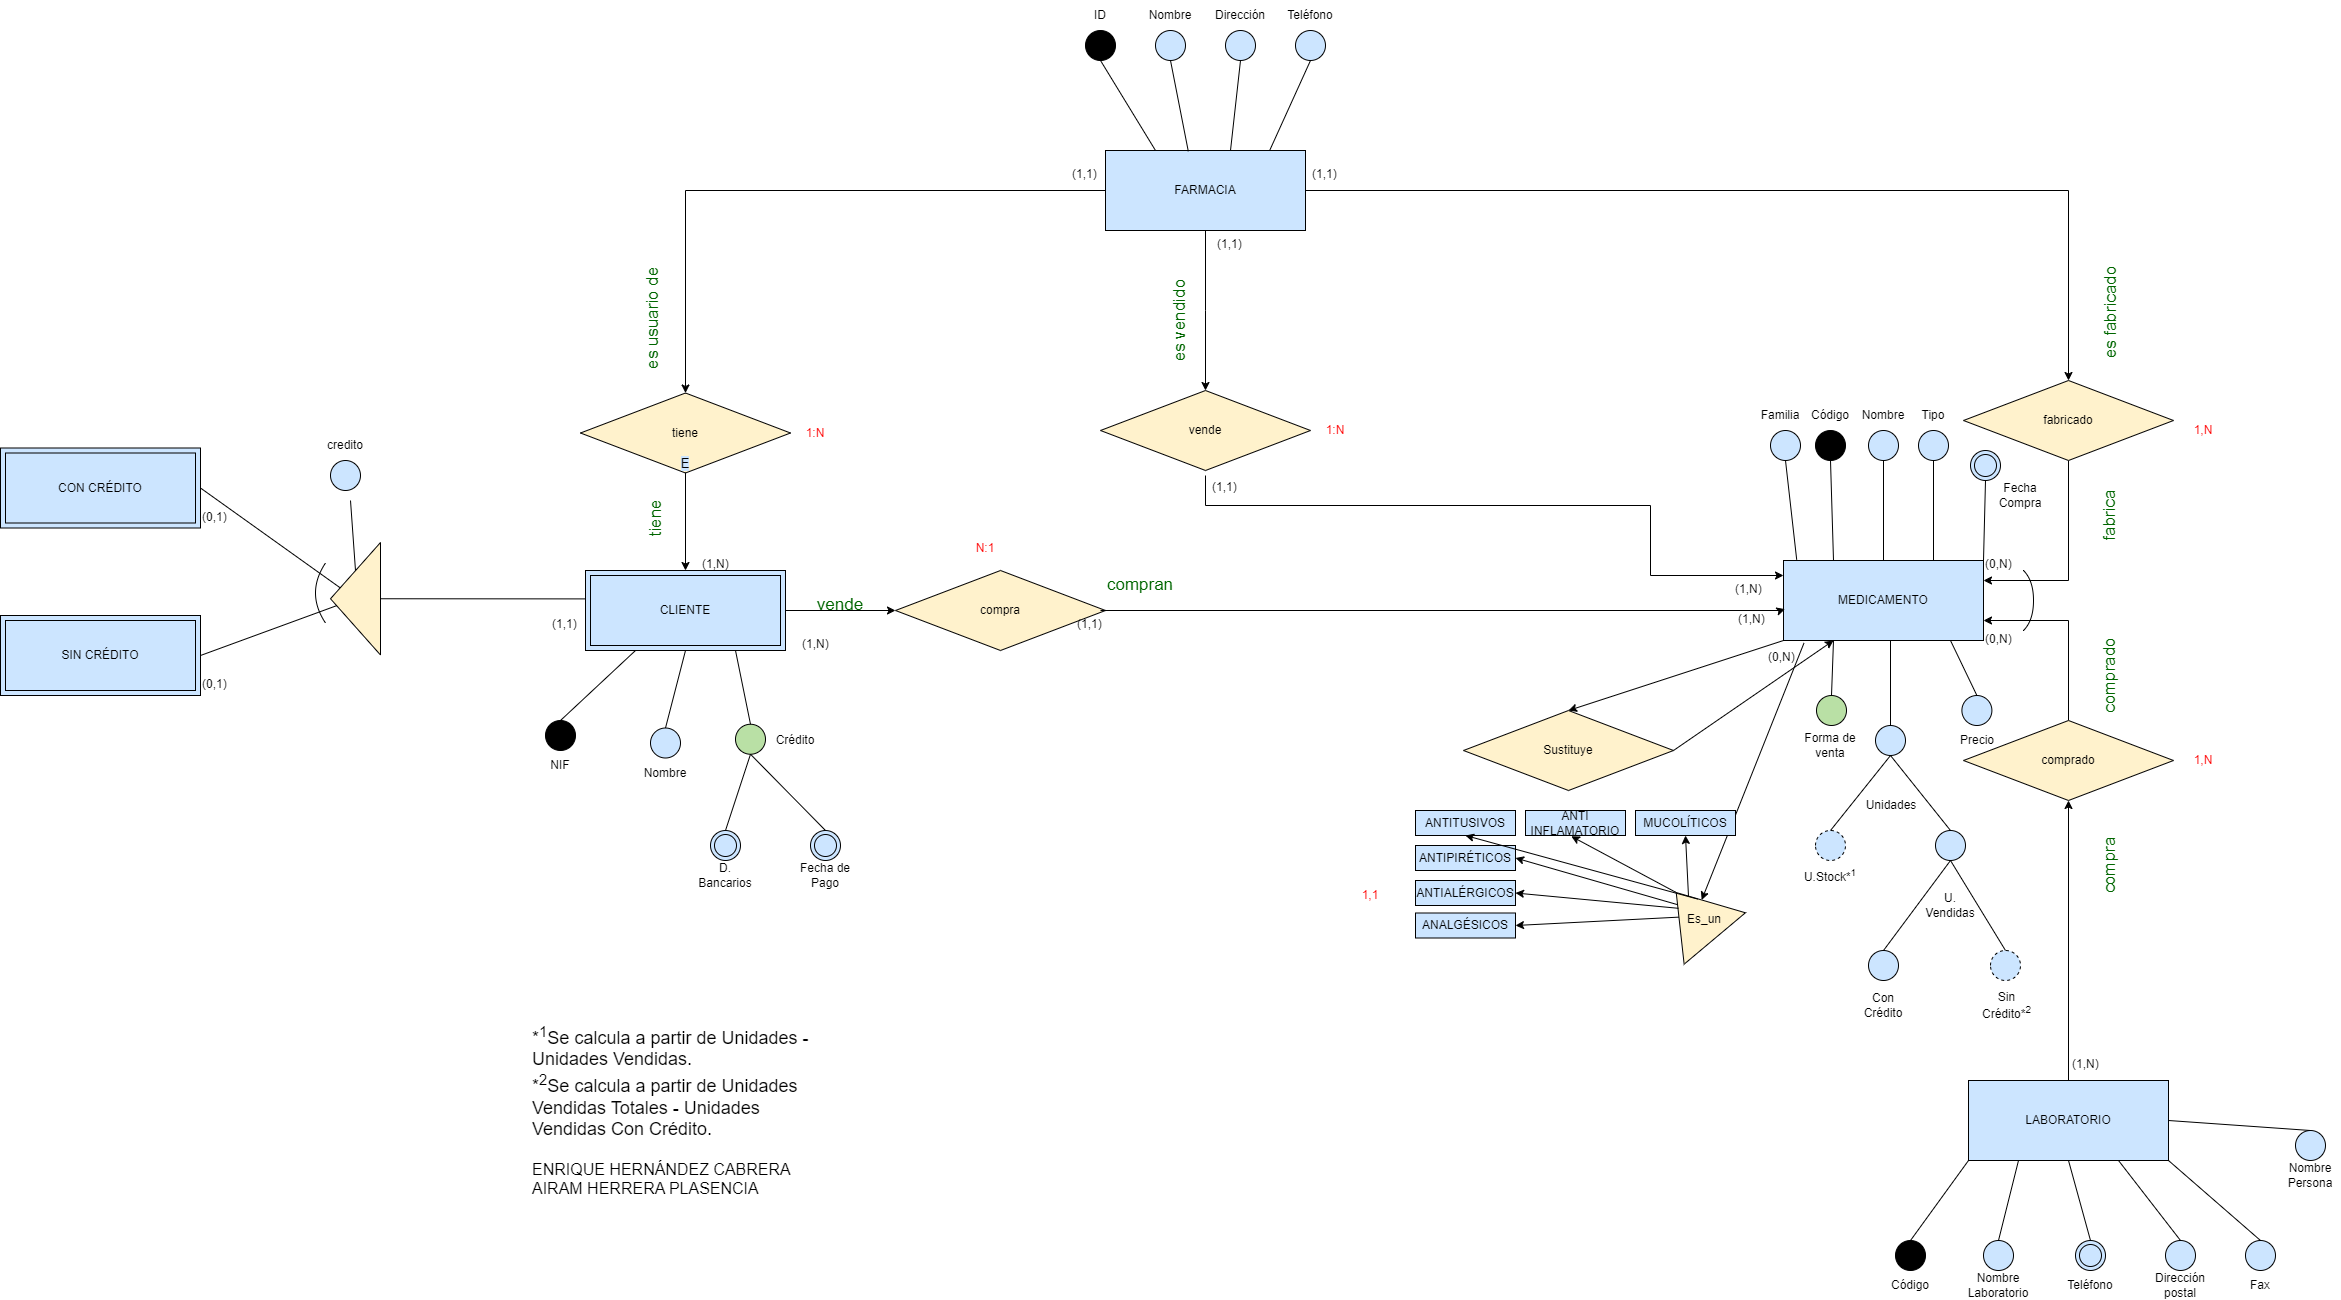 ID
Nombre
Dirección
Teléfono
(1,1)
FARMACIA
(1,1)
(1,1)
es usuario de
es vendido
es fabricado
tiene
E
1:N
vende
1:N
fabricado
1,N
Familia
Código
Nombre
Tipo
Fecha
Compra
credito
CON CRÉDITO
(0,1)
SIN CRÉDITO
(0,1)
tiene
(1,1)
fabrica
(1,N)
N:1
CLIENTE
(1,1)
(1,N)
vende
compra
compran
(1,1)
(1,N)
(1,N)
MEDICAMENTO
(0,N)
(0,N)
(0,N)
NIF
Nombre
Crédito
D.
Bancarios
Fecha de
Pago
Sustituye
Forma de
venta
Unidades
Precio
comprado
comprado
1,N
U.Stock*1
U.
Vendidas
Con
Crédito
Sin
Crédito*2
ANTITUSIVOS
ANTI
INFLAMATORIO
MUCOLÍTICOS
ANTIPIRÉTICOS
ANTIALÉRGICOS
ANALGÉSICOS
1,1
Es_un
compra
(1,N)
LABORATORIO
Nombre
Persona
Código
Nombre
Laboratorio
Teléfono
Dirección
postal
Fax
*1Se calcula a partir de Unidades -
Unidades Vendidas.
*2Se calcula a partir de Unidades
Vendidas Totales - Unidades
Vendidas Con Crédito.
ENRIQUE HERNÁNDEZ CABRERA
AIRAM HERRERA PLASENCIA